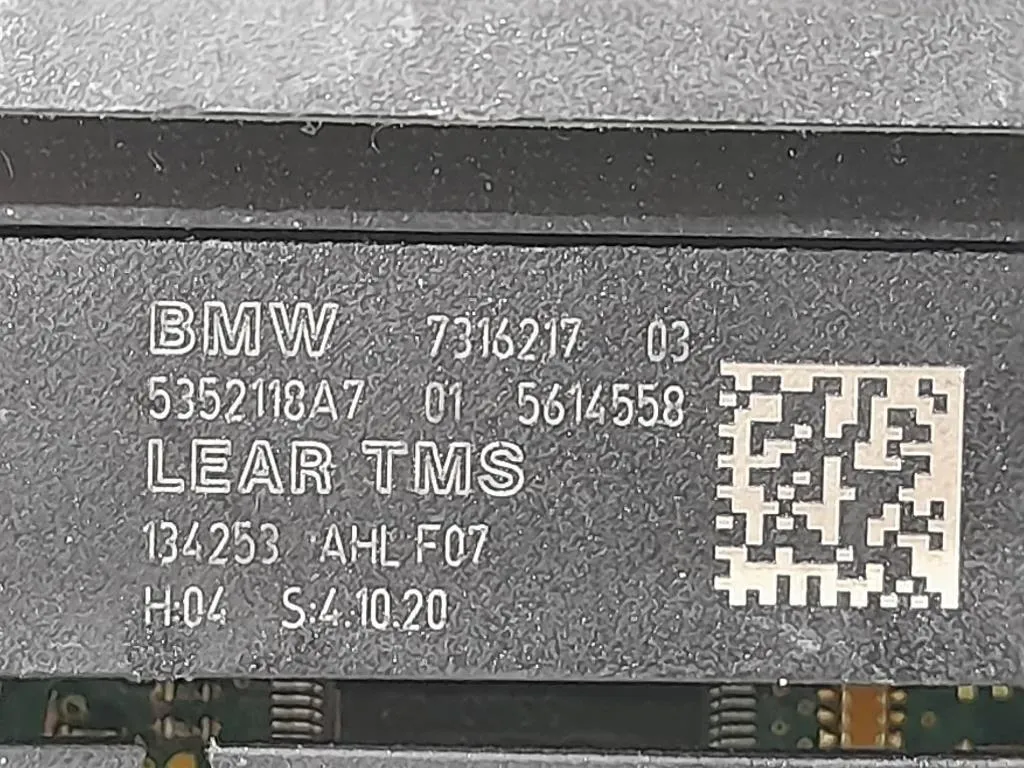 BMW 7316217 03
5352118A7 01 5614558
LEAR TMS
134253 AHL F07
H:04 S:4.10.20